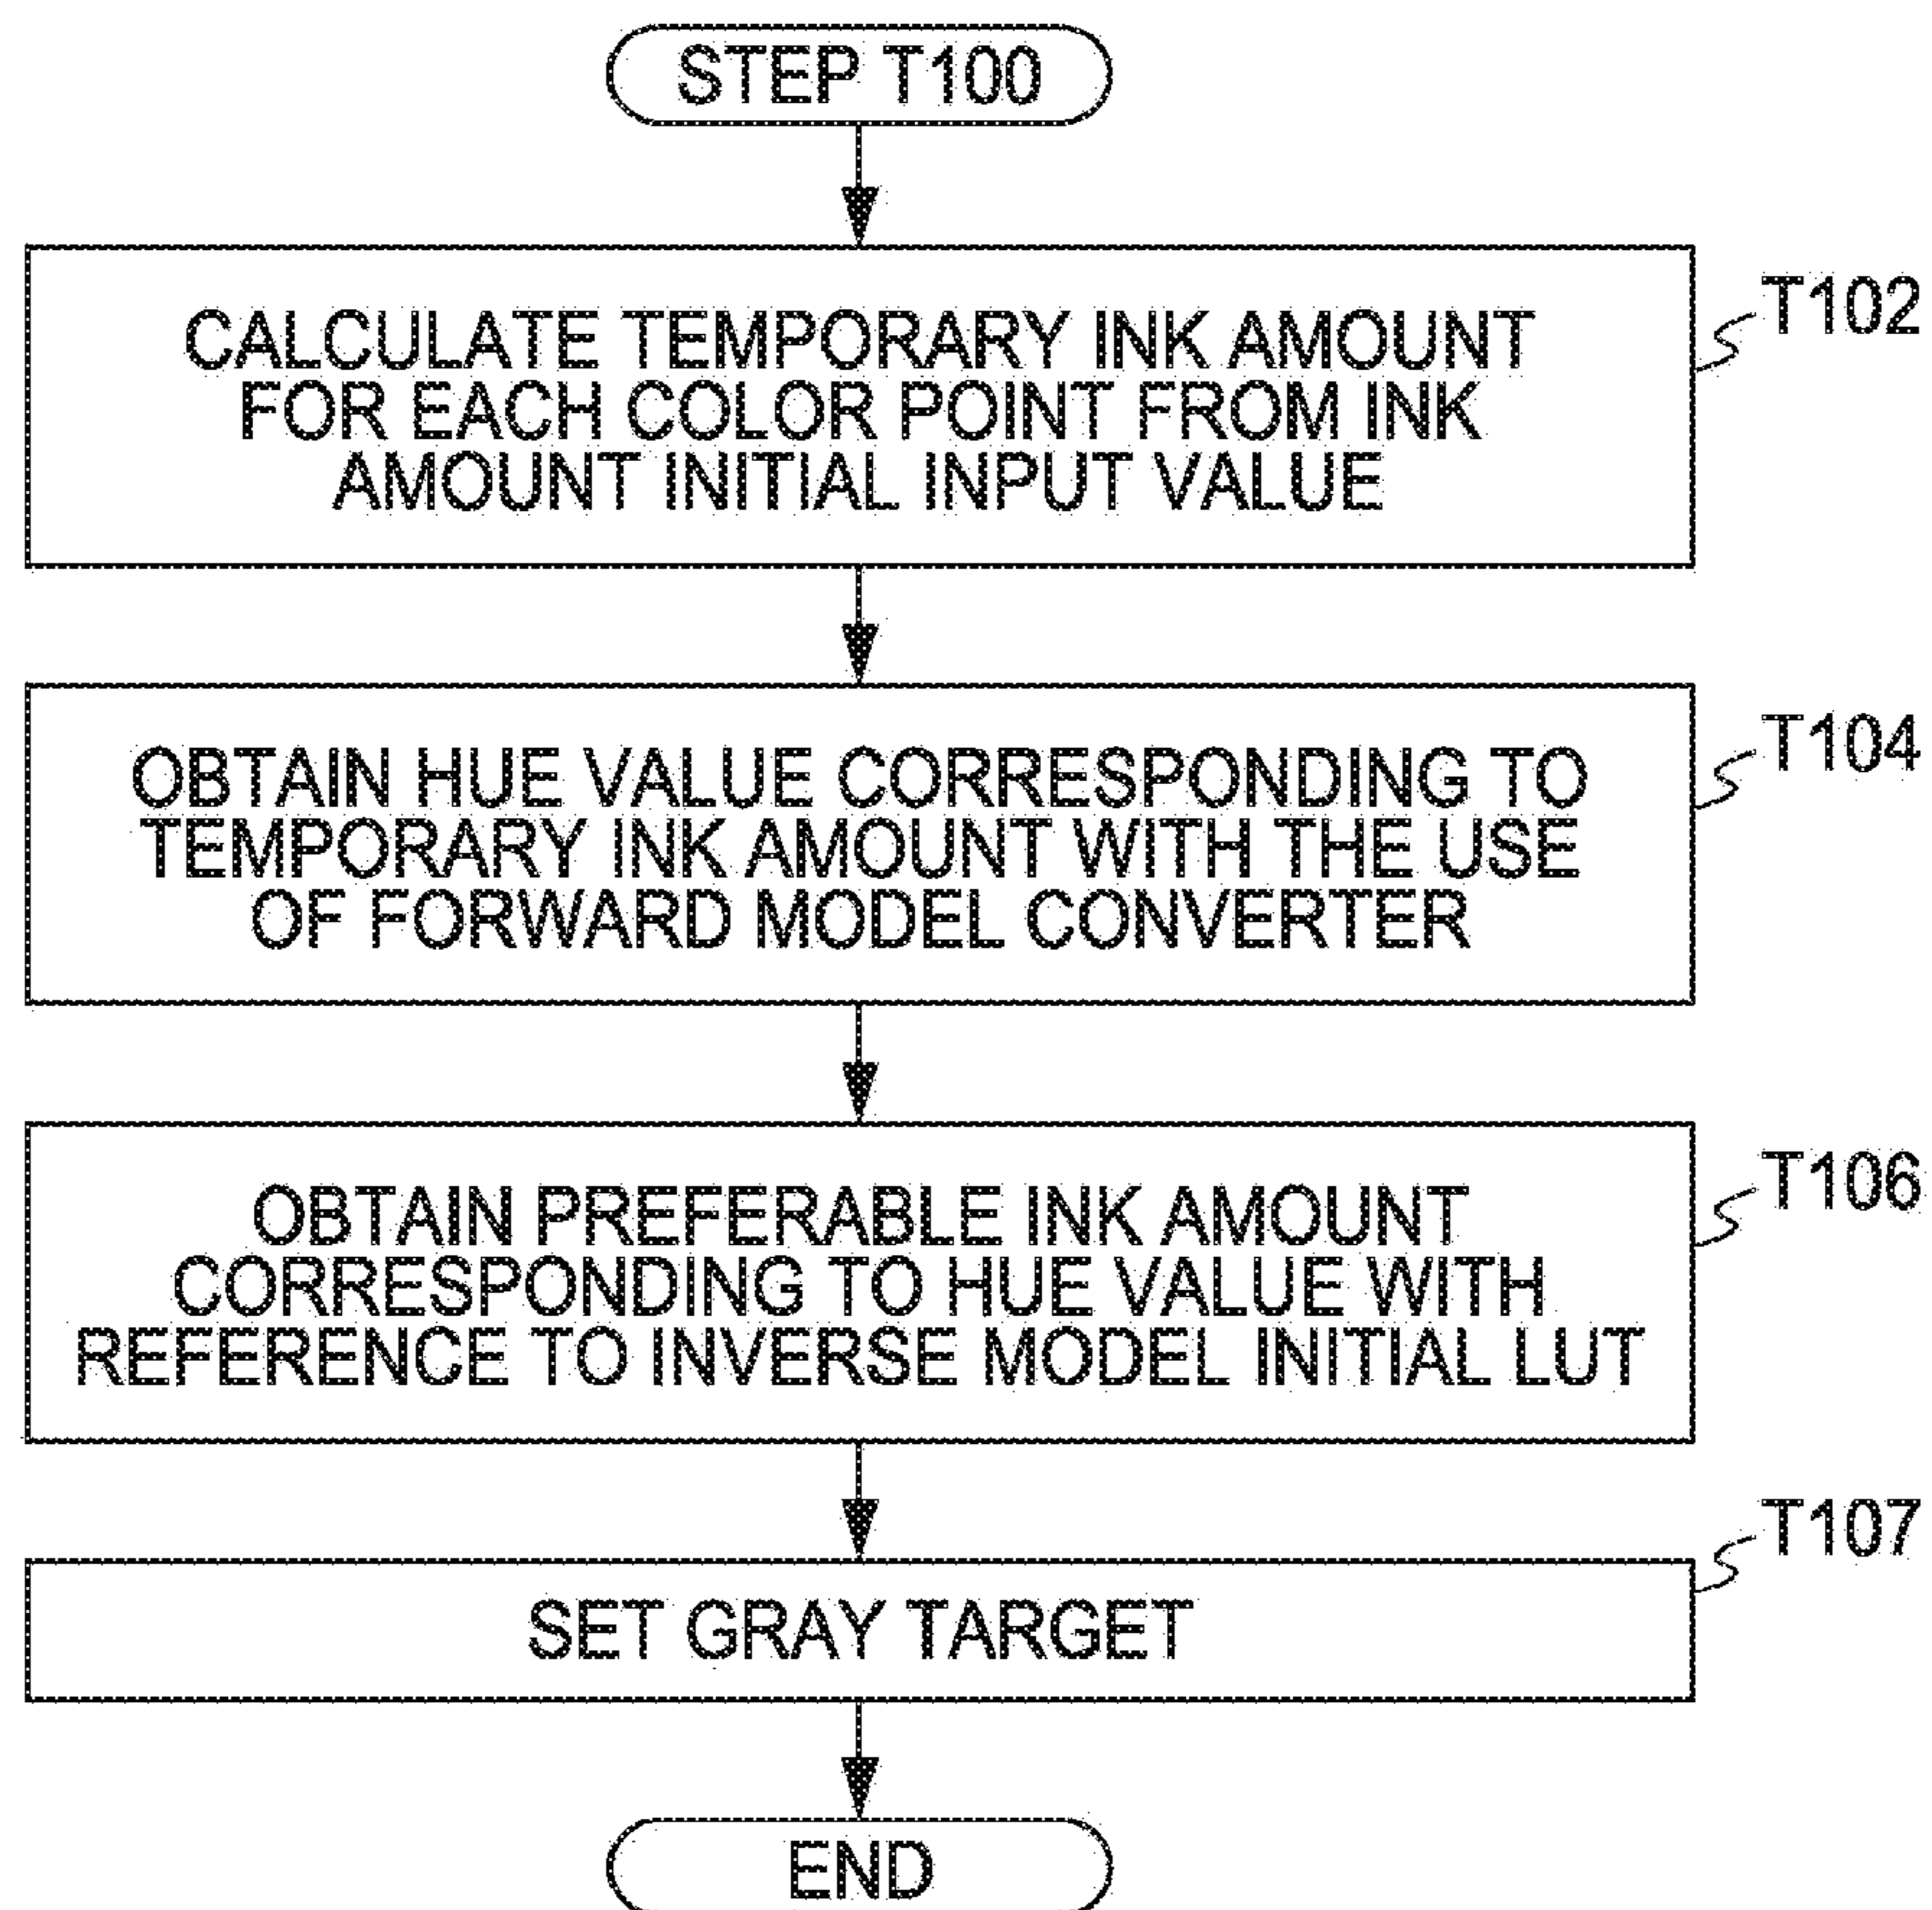 STEP T100
T102
CALCULATE TEMPORARY INK AMOUNT
FOR EACH COLOR POINT FROM INK
AMOUNT INITIAL INPUT VALUE
T104
OBTAIN HUE VALUE CORRESPONDING TO
TEMPORARY INK AMOUNT WITH THE USE
OF FORWARD MODEL CONVERTER
T106
OBTAIN PREFERABLE INK AMOUNT
CORRESPONDING TO HUE VALUE WITH
REFERENCE TO INVERSE MODEL INITIAL LUT
T107
SET GRAY TARGET
END